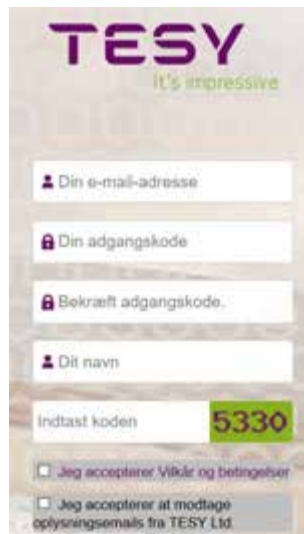 TESY
It's impressive
Din e-mail-adresse
Din adgangskode
Bekræft adgangskode.
Dit navn
Indtast koden 5330
Jeg accepterer Vilkår og betingelser
Jeg accepterer at modtage
oplysningsemails fra TESY Ltd.